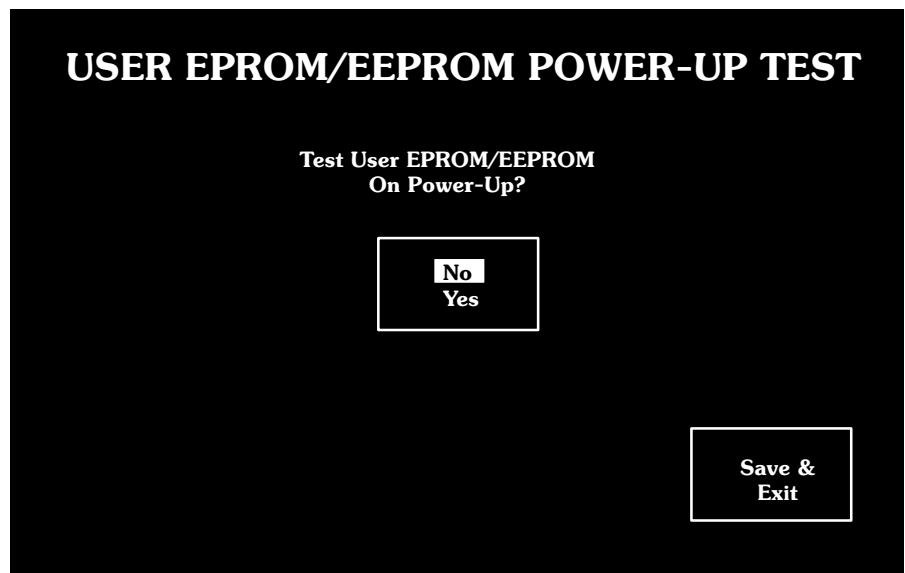 USER EPROM/EEPROM POWER-UP TEST
Test User EPROM/EEPROM
On Power-Up?
No
Yes
Save &
Exit